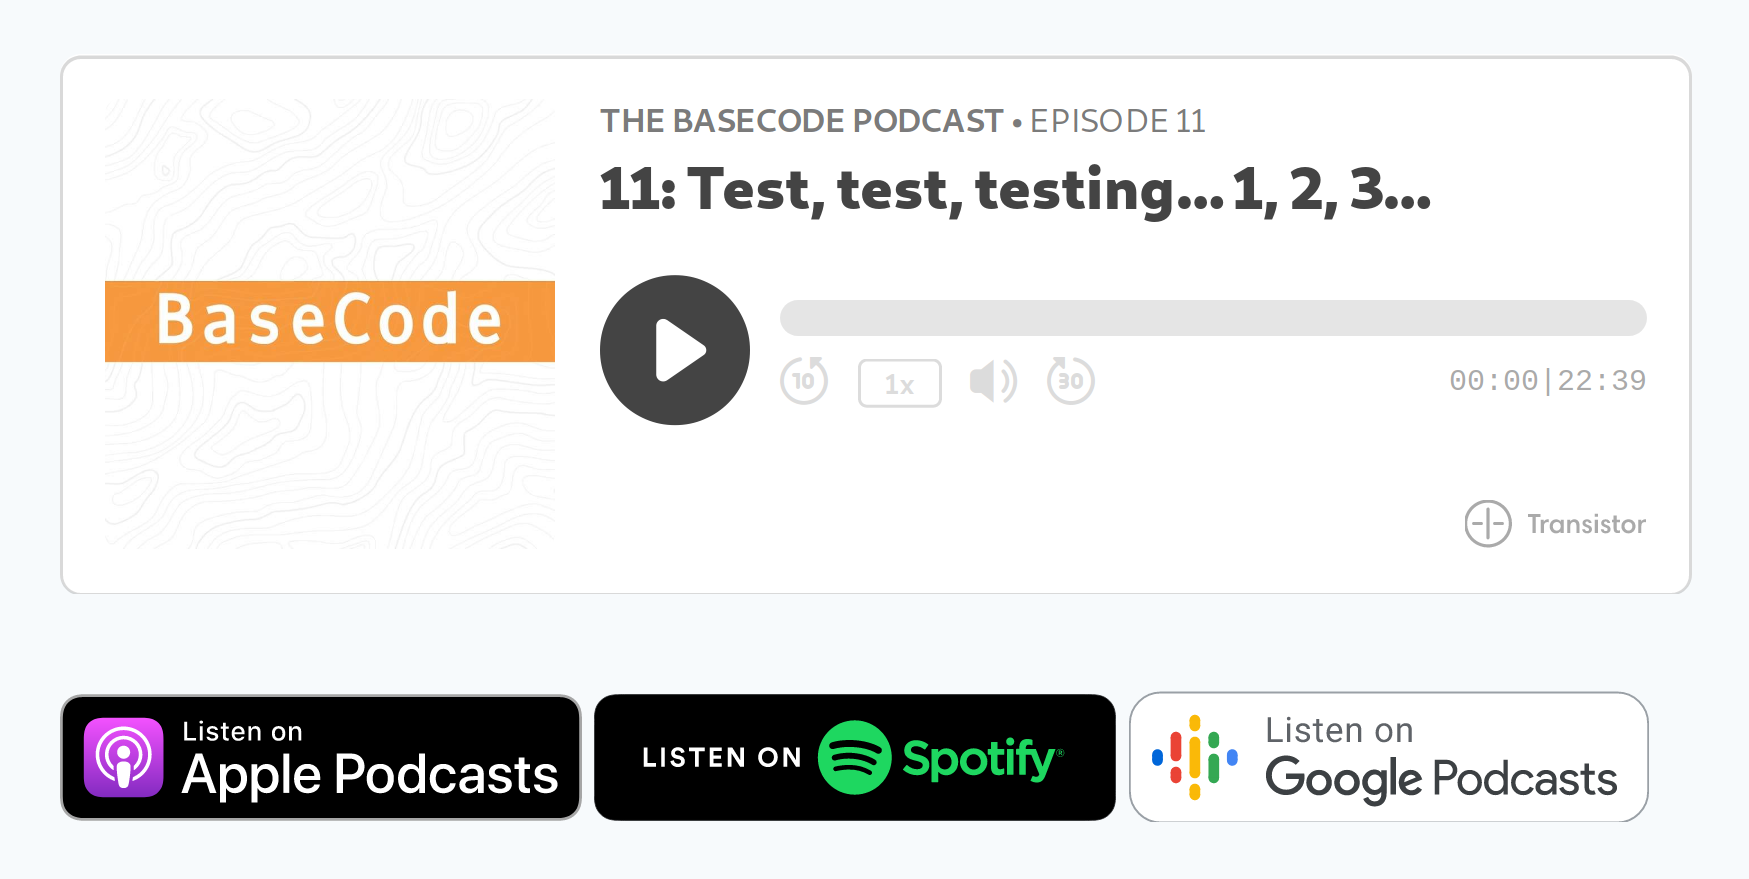 THE BASECODE PODCAST • EPISODE 11
11: Test, test, testing... 1, 2, 3...
BaseCode
10
1x
30
00:00|22:39
Transistor
Listen on
Apple Podcasts
LISTEN ON Spotify®
Listen on
Google Podcasts